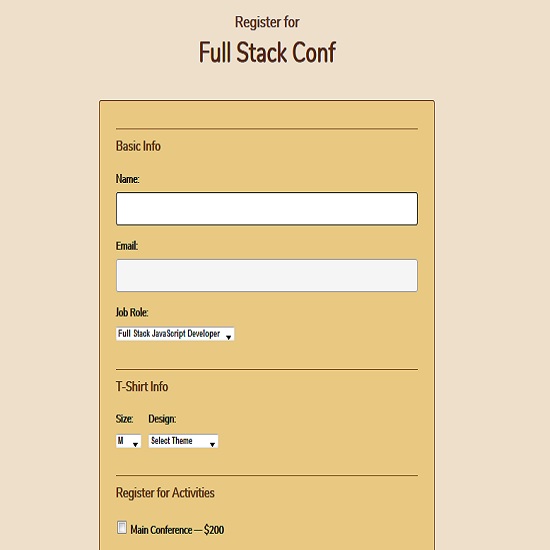 Register for
Full Stack Conf
Basic Info
Name:
Email:
Job Role:
Full Stack JavaScript Developer
T-Shirt Info
Size: Design:
M Select Theme
Register for Activities
Main Conference — $200